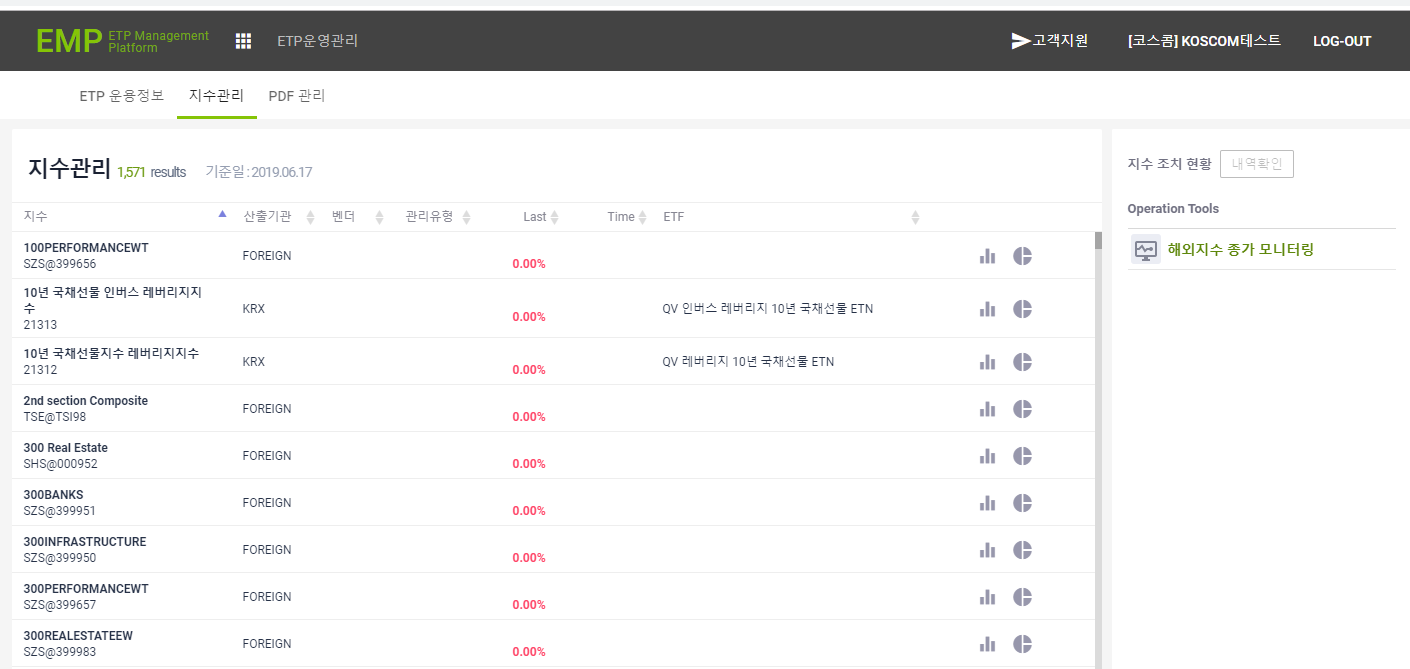 EMP ETP Management
Platform
ETP운영관리
고객지원
[코스콤] KOSCOM테스트
LOG-OUT
ETP 운용정보 지수관리 PDF 관리
지수관리 1,571 results 기준일 : 2019.06.17
지수 산출기관 벤더 관리유형 Last Time ETF
100PERFORMANCEWT
SZS@399656
FOREIGN
0.00%
10년 국채선물 인버스 레버리지지
수
21313
KRX
0.00%
QV 인버스 레버리지 10년 국채선물 ETN
10년 국채선물지수 레버리지지수
21312
KRX
0.00%
QV 레버리지 10년 국채선물 ETN
2nd section Composite
TSE@TSI98
FOREIGN
0.00%
300 Real Estate
SHS@000952
FOREIGN
0.00%
300BANKS
SZS@399951
FOREIGN
0.00%
300INFRASTRUCTURE
SZS@399950
FOREIGN
0.00%
300PERFORMANCEWT
SZS@399657
FOREIGN
0.00%
300REALESTATEEW
SZS@399983
FOREIGN
0.00%
지수 조치 현황 내역확인
Operation Tools
해외지수 종가 모니터링